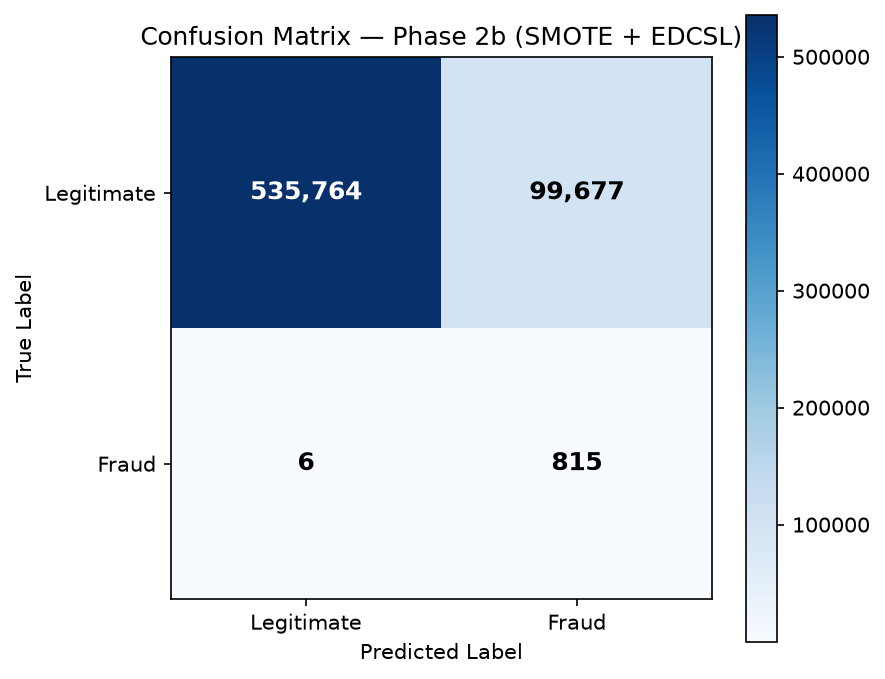 Confusion Matrix — Phase 2b (SMOTE + EDCSL)
True Label
Legitimate
535,764
99,677
Fraud
6
815
Legitimate
Fraud
Predicted Label
500000
400000
300000
200000
100000